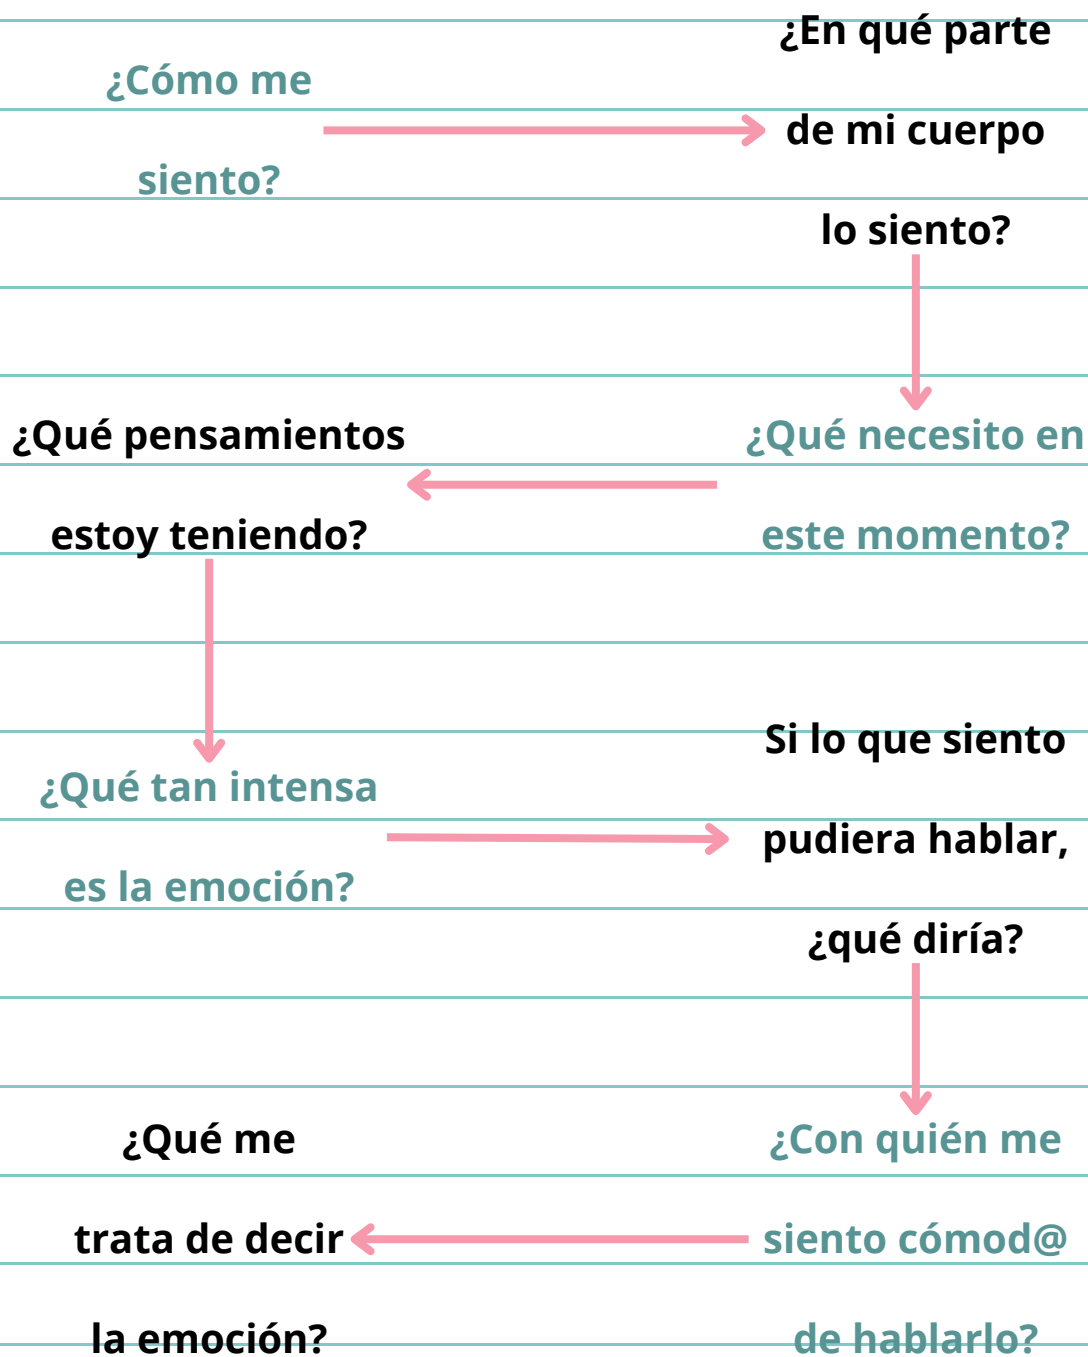 ¿Cómo me
siento?
¿En qué parte
de mi cuerpo
lo siento?
¿Qué necesito en
este momento?
¿Qué pensamientos
estoy teniendo?
¿Qué tan intensa
es la emoción?
Si lo que siento
pudiera hablar,
¿qué diría?
¿Con quién me
siento cómod@
de hablarlo?
¿Qué me
trata de decir
la emoción?